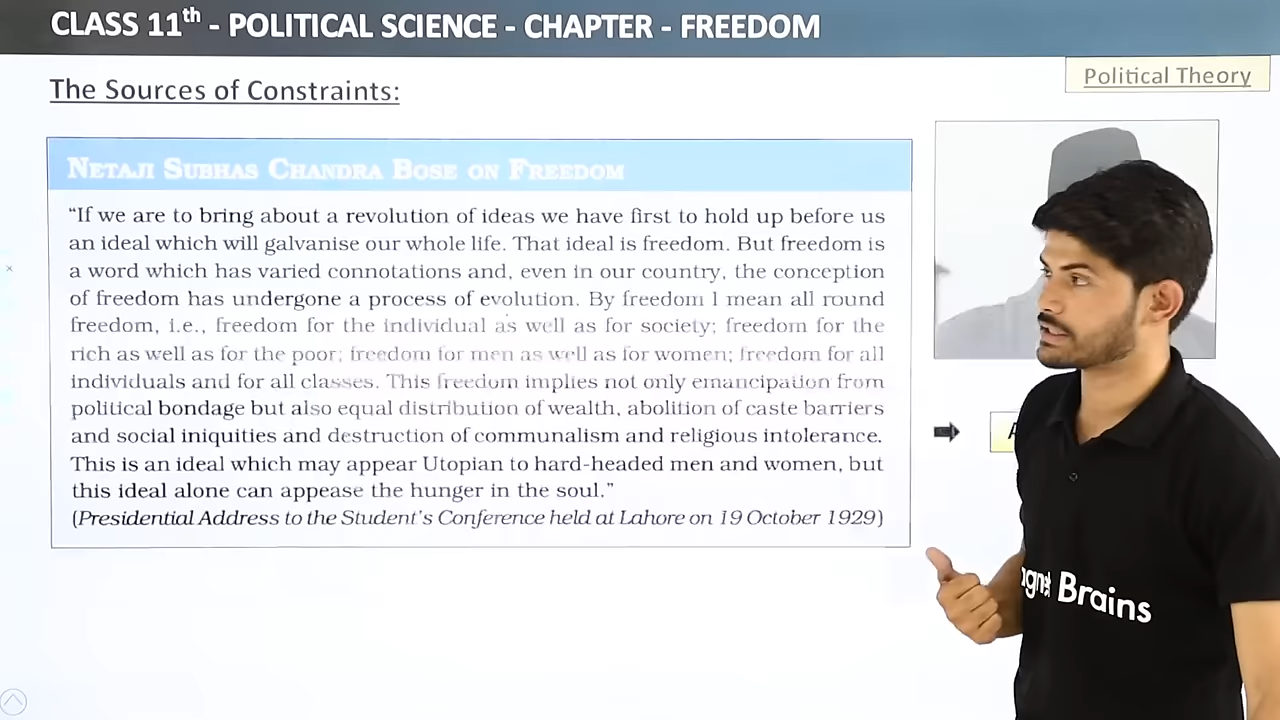 CLASS 11th - POLITICAL SCIENCE - CHAPTER - FREEDOM
Political Theory
The Sources of Constraints:
NETAJI SUBHAS CHANDRA BOSE ON FREEDOM
“If we are to bring about a revolution of ideas we have first to hold up before us
an ideal which will galvanise our whole life. That ideal is freedom. But freedom is
a word which has varied connotations and, even in our country, the conception
of freedom has undergone a process of evolution. By freedom I mean all round
freedom, i.e., freedom for the individual as well as for society; freedom for the
rich as well as for the poor; freedom for men as well as for women; freedom for all
individuals and for all classes. This freedom implies not only emancipation from
political bondage but also equal distribution of wealth, abolition of caste barriers
and social iniquities and destruction of communalism and religious intolerance.
This is an ideal which may appear Utopian to hard-headed men and women, but
this ideal alone can appease the hunger in the soul.”
(Presidential Address to the Student's Conference held at Lahore on 19 October 1929)
Brains